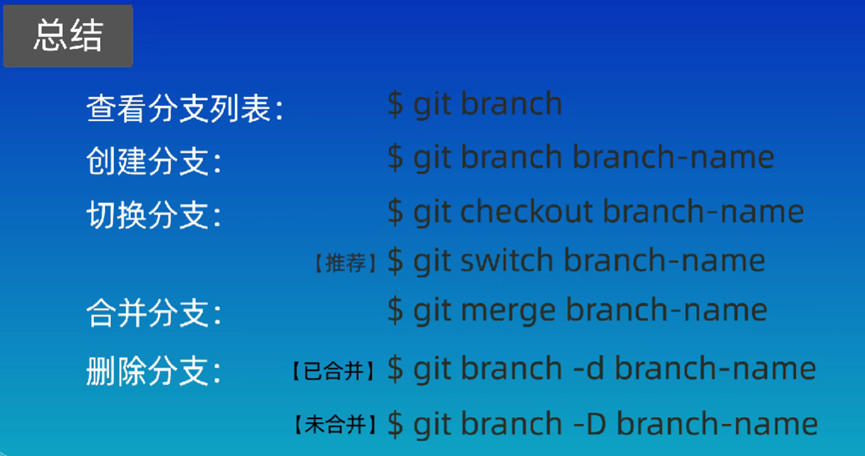 总结
查看分支列表： $ git branch
创建分支： $ git branch branch-name
切换分支： $ git checkout branch-name
【推荐】 $ git switch branch-name
合并分支： $ git merge branch-name
删除分支： 【已合并】 $ git branch -d branch-name
【未合并】 $ git branch -D branch-name